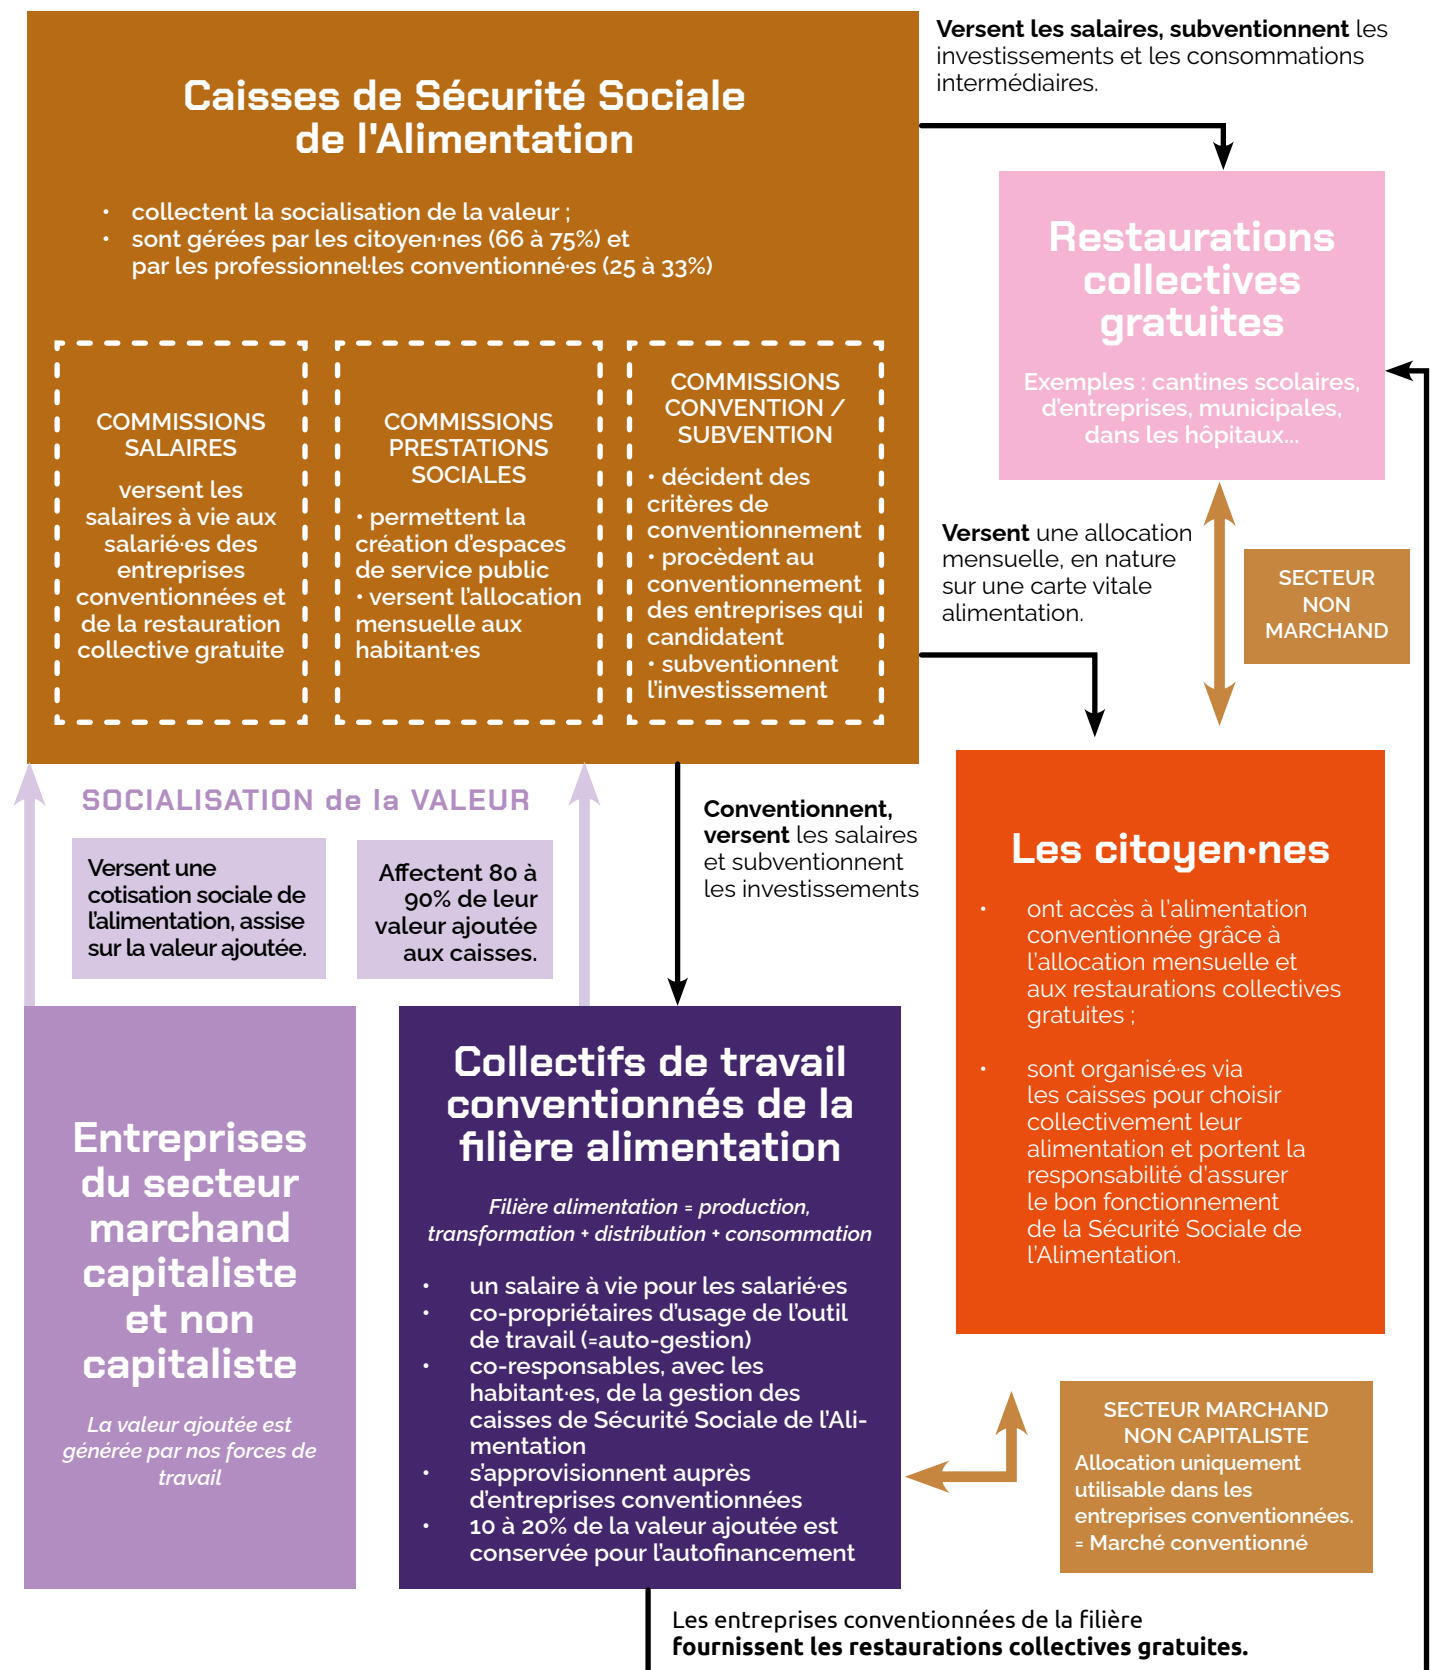 Caisses de Sécurité Sociale
de l'Alimentation
• collectent la socialisation de la valeur ;
• sont gérées par les citoyen·nes (66 à 75%) et
par les professionnel·les conventionné·es (25 à 33%)
COMMISSIONS
SALAIRES
versent les
salaires à vie aux
salarié·es des
entreprises
conventionnées et
de la restauration
collective gratuite
COMMISSIONS
PRESTATIONS
SOCIALES
• permettent la
création d'espaces
de service public
• versent l'allocation
mensuelle aux
habitant·es
COMMISSIONS
CONVENTION /
SUBVENTION
• décident des
critères de
conventionnement
• procèdent au
conventionnement
des entreprises qui
candidatent
• subventionnent
l'investissement
Versent les salaires, subventionnent les
investissements et les consommations
intermédiaires.
Restaurations
collectives
gratuites
Exemples : cantines scolaires,
d'entreprises, municipales,
dans les hôpitaux...
Versent une allocation
mensuelle, en nature
sur une carte vitale
alimentation.
SECTEUR
NON
MARCHAND
SOCIALISATION de la VALEUR
Versent une
cotisation sociale de
l'alimentation, assise
sur la valeur ajoutée.
Affectent 80 à
90% de leur
valeur ajoutée
aux caisses.
Conventionnent,
versent les salaires
et subventionnent
les investissements
Les citoyen·nes
• ont accès à l'alimentation
conventionnée grâce à
l'allocation mensuelle et
aux restaurations collectives
gratuites ;
• sont organisé·es via
les caisses pour choisir
collectivement leur
alimentation et portent la
responsabilité d'assurer
le bon fonctionnement
de la Sécurité Sociale de
l'Alimentation.
Entreprises
du secteur
marchand
capitaliste
et non
capitaliste
La valeur ajoutée est
générée par nos forces de
travail
Collectifs de travail
conventionnés de la
filière alimentation
Filière alimentation = production,
transformation + distribution + consommation
• un salaire à vie pour les salarié·es
• co-propriétaires d'usage de l'outil
de travail (=auto-gestion)
• co-responsables, avec les
habitant·es, de la gestion des
caisses de Sécurité Sociale de l'Ali-
mentation
• s'approvisionnent auprès
d'entreprises conventionnées
• 10 à 20% de la valeur ajoutée est
conservée pour l'autofinancement
SECTEUR MARCHAND
NON CAPITALISTE
Allocation uniquement
utilisable dans les
entreprises conventionnées.
= Marché conventionné
Les entreprises conventionnées de la filière
fournissent les restaurations collectives gratuites.